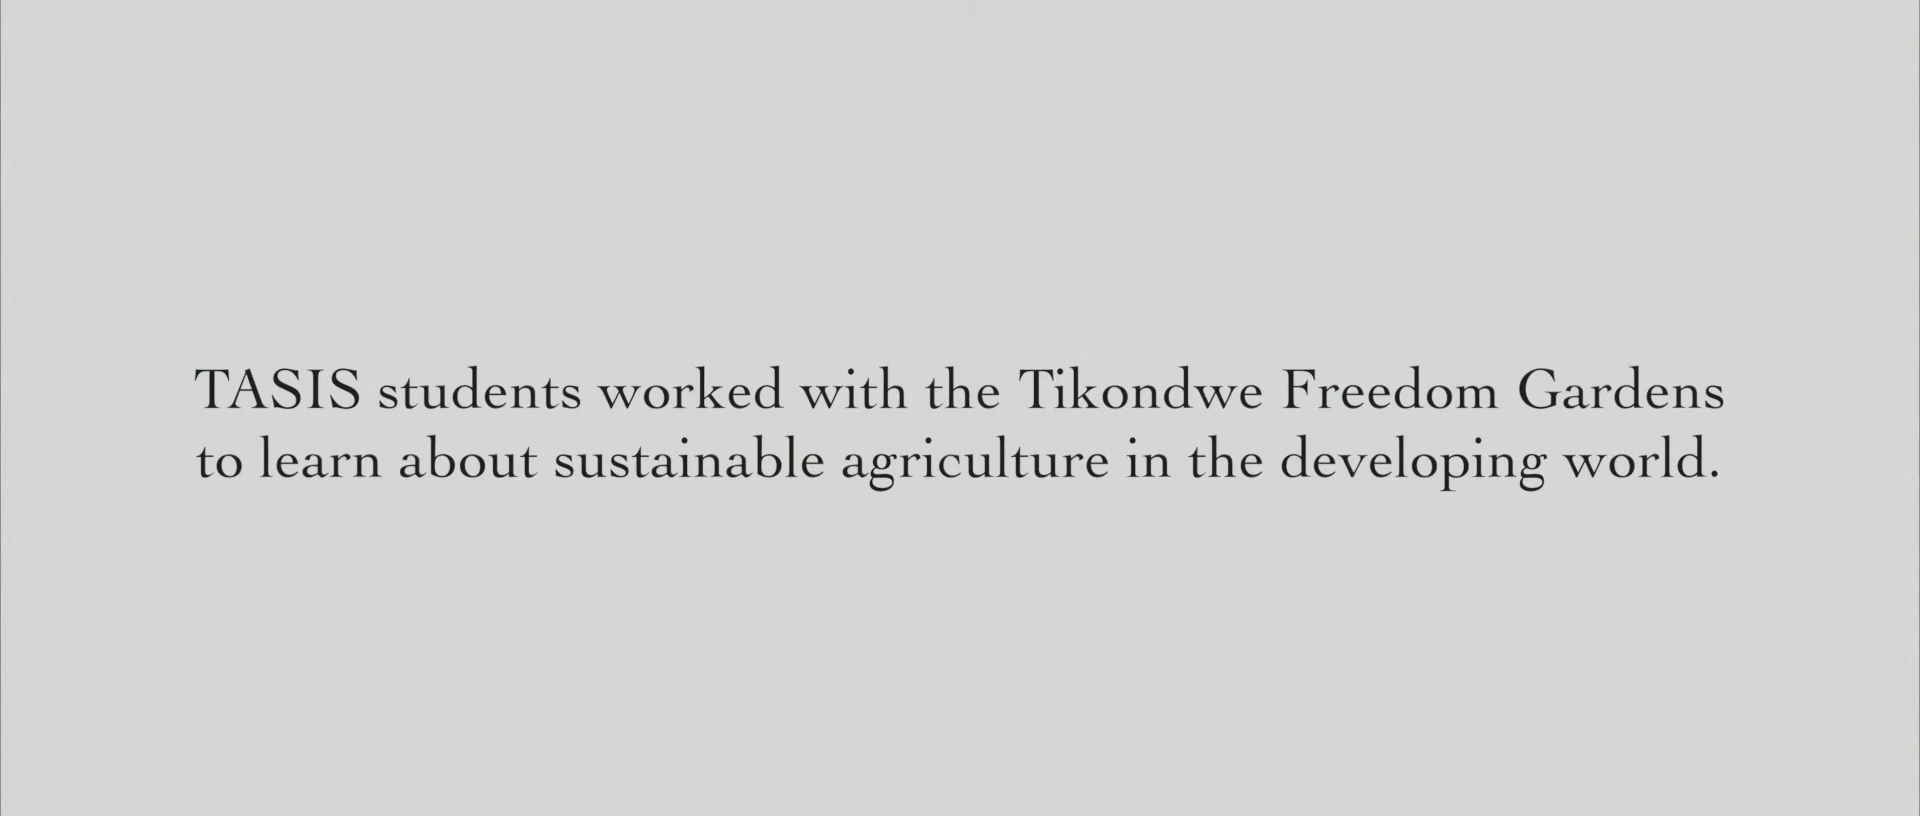 TASIS students worked with the Tikondwe Freedom Gardens
to learn about sustainable agriculture in the developing world.